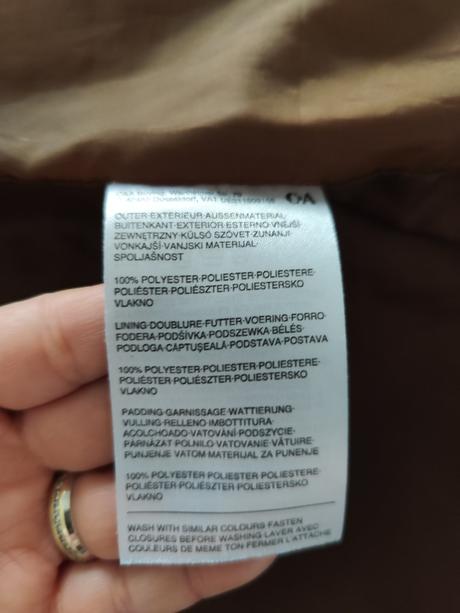 C&A
OUTER·EXTERIEUR·AUSSENMATERIAL·
BUITENKANT·EXTERIOR·ESTERNO·VNĚJŠÍ·
ZEWNĘTRZNY·KÜLSŐ SZÖVET·ZUNANJI·
VONKAJŠÍ·VANJSKI MATERIJAL·
SPOLJAŠNOST
100% POLYESTER·POLIESTER·POLIESTERE·
POLIÉSTER·POLIÉSZTER·POLIESTERSKO
VLAKNO
LINING·DOUBLURE·FUTTER·VOERING·FORRO·
FODERA·PODŠÍVKA·PODSZEWKA·BÉLÉS·
PODLOGA·CĂPTUŞEALĂ·PODSTAVA·POSTAVA
100% POLYESTER·POLIESTER·POLIESTERE·
POLIÉSTER·POLIÉSZTER·POLIESTERSKO
VLAKNO
PADDING·GARNISSAGE·WATTIERUNG·
VULLING·RELLENO·IMBOTTITURA·
ACOLCHOADO·VATOVÁNÍ·PODSZYCIE·
PÁRNÁZAT·POLNILO·VATOVANIE·VĂTUIRE·
PUNJENJE VATOM·MATERIJAL ZA PUNJENJE
100% POLYESTER·POLIESTER·POLIESTERE·
POLIÉSTER·POLIÉSZTER·POLIESTERSKO
VLAKNO
WASH WITH SIMILAR COLOURS FASTEN
CLOSURES BEFORE WASHING LAVER AVEC
COULEURS DE MEME TON FERMER L'ATTACHE